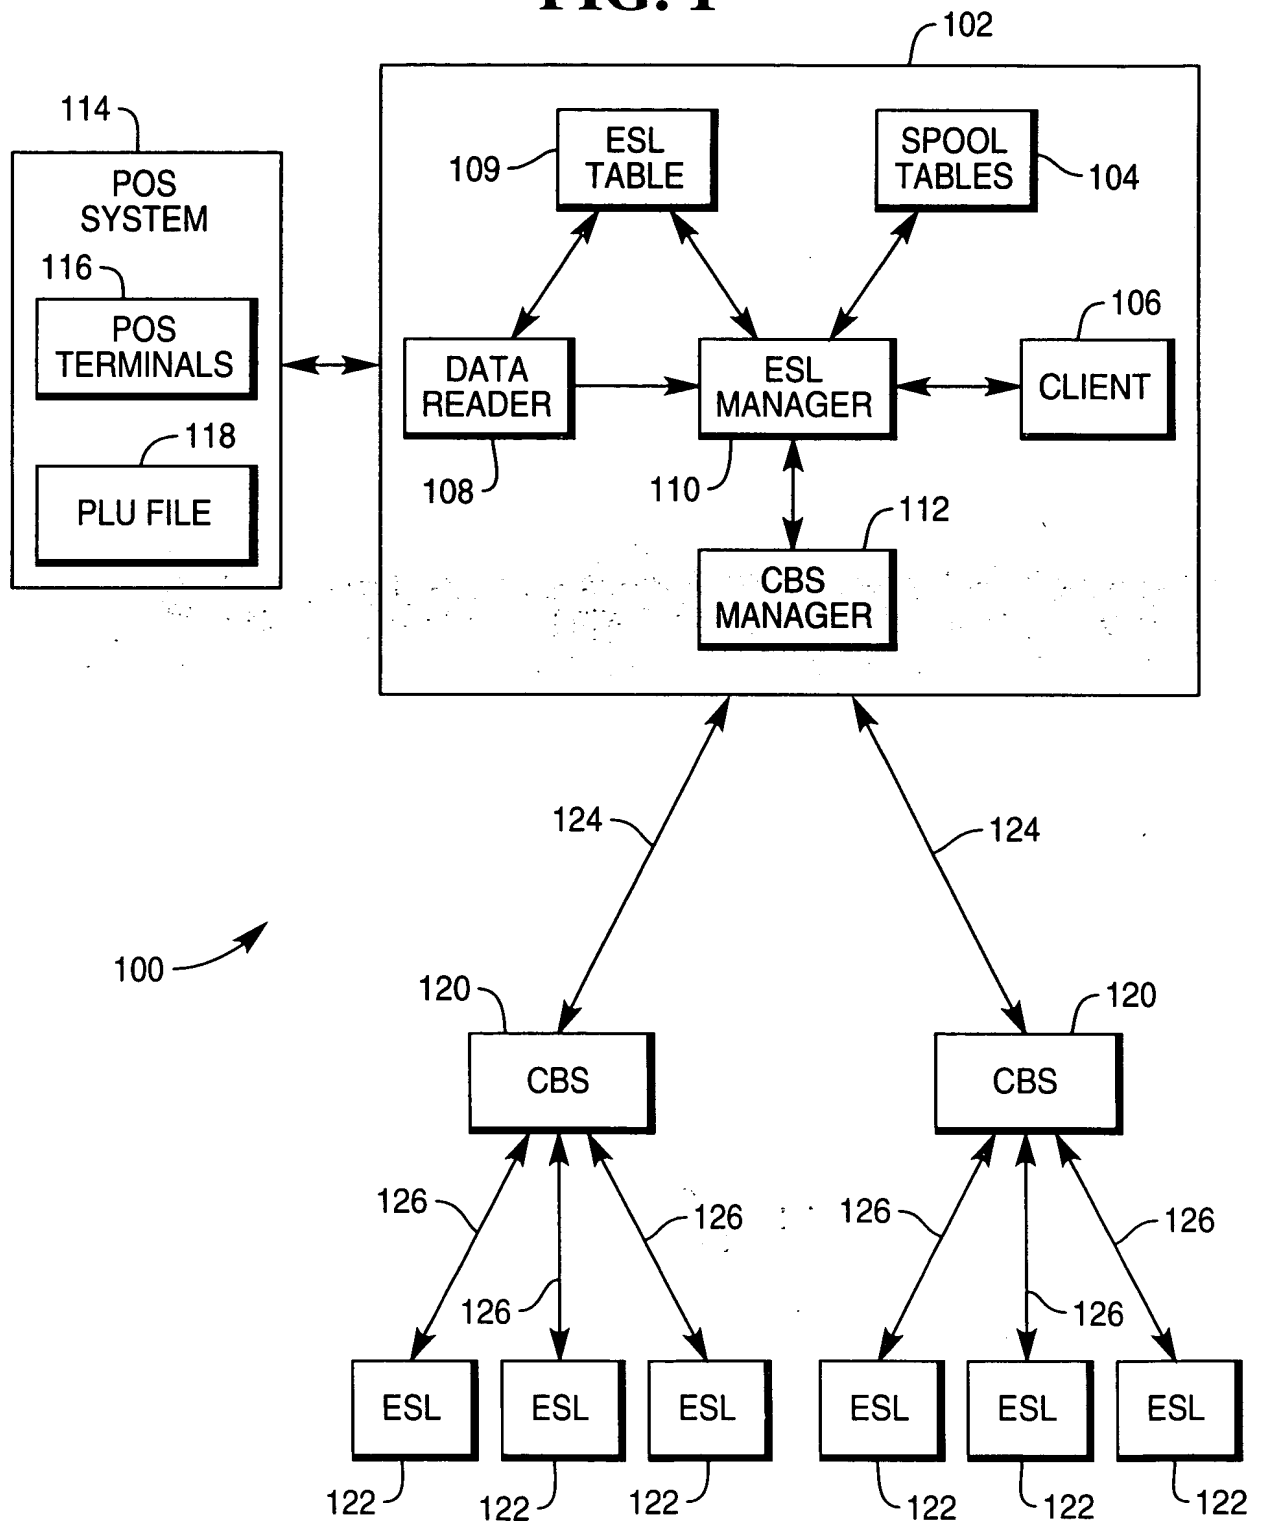 FIG. 1
102
114
POS
SYSTEM
116
POS
TERMINALS
118
PLU FILE
ESL
TABLE
109
SPOOL
TABLES
104
106
DATA
READER
108
ESL
MANAGER
110
CLIENT
112
CBS
MANAGER
124
124
100
120
CBS
120
CBS
126
126
126
126
126
126
ESL
ESL
ESL
ESL
ESL
ESL
122
122
122
122
122
122